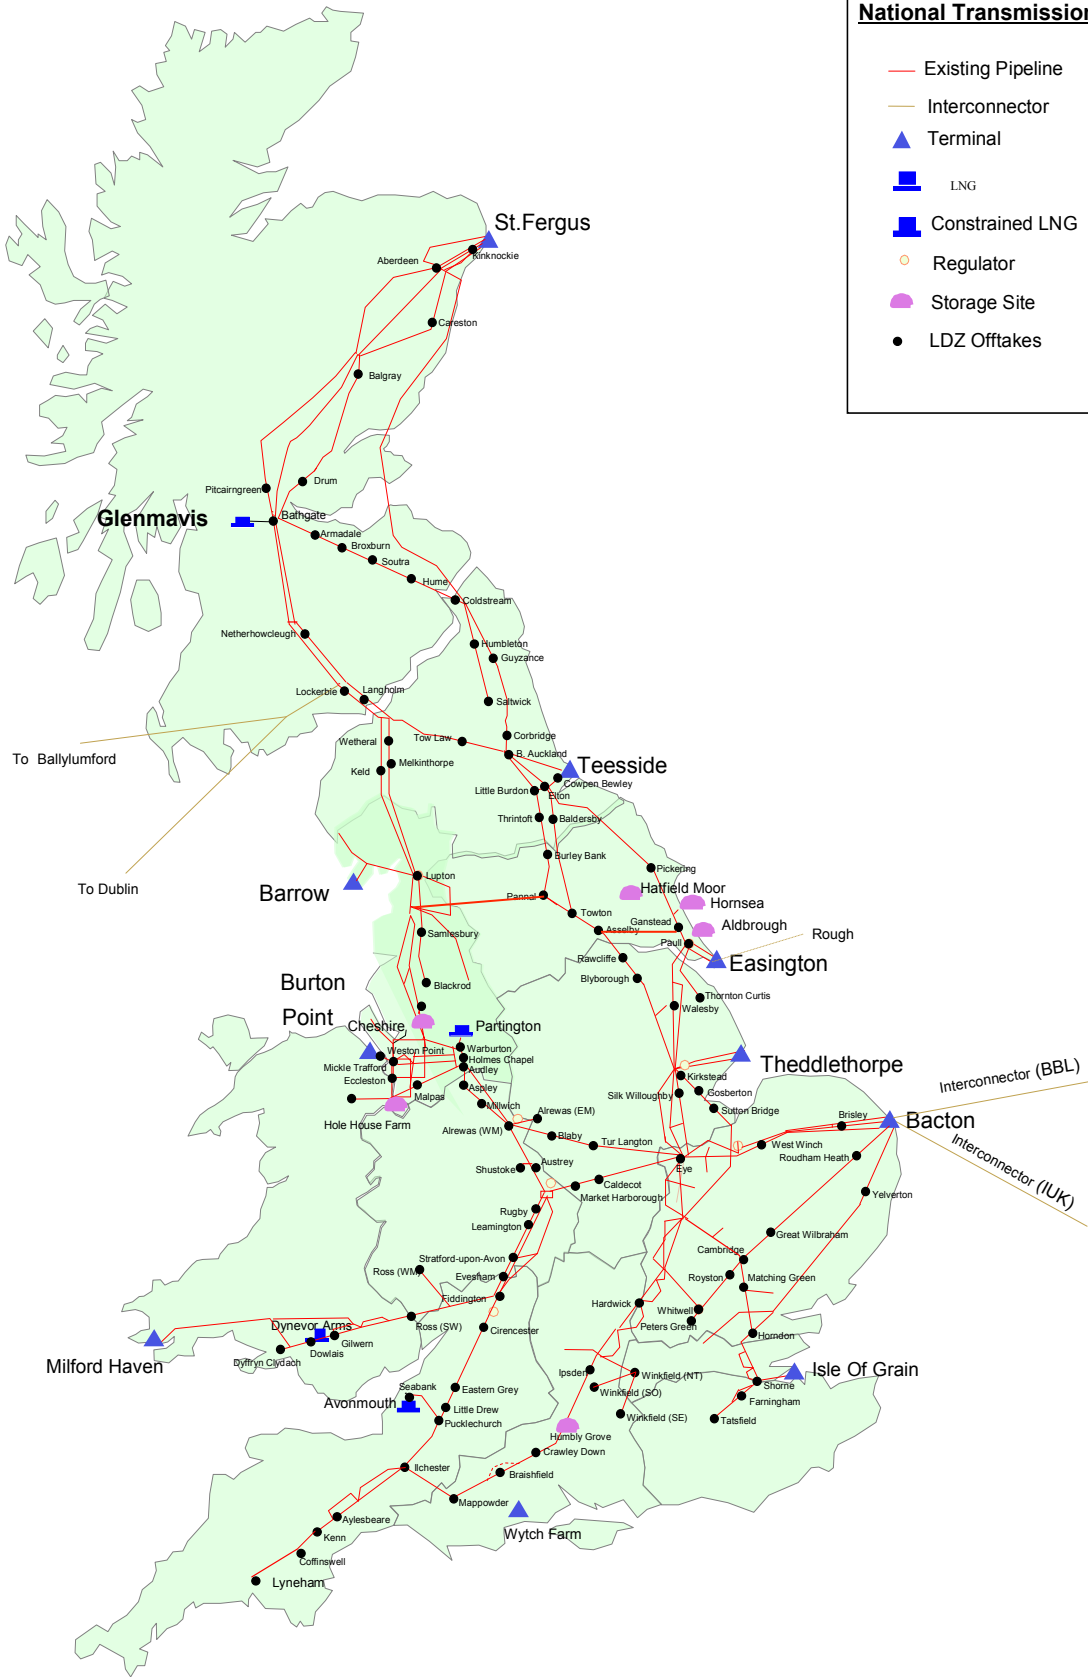 National Transmission
Existing Pipeline
Interconnector
Terminal
LNG
Constrained LNG
Regulator
Storage Site
LDZ Offtakes
St.Fergus
Kinknockie
Aberdeen
Careston
Balgray
Drum
Pitcairngreen
Glenmavis
Bathgate
Armadale
Broxburn
Soutra
Hume
Coldstream
Netherhowcleugh
Humbleton
Guyzance
Lockerbie
Langholm
Saltwick
Wetheral
Tow Law
Corbridge
To Ballylumford
B. Auckland
Teesside
Melkinthorpe
Keld
Cowpen Bewley
Little Burdon
Elton
Thrintoft
Baldersby
Burley Bank
Pickering
To Dublin
Barrow
Lupton
Pannal
Hatfield Moor
Hornsea
Towton
Ganstead
Aldbrough
Samlesbury
Asselby
Rough
Paull
Rawcliffe
Easington
Burton
Point
Blackrod
Blyborough
Thornton Curtis
Walesby
Cheshire
Partington
Weston Point
Warburton
Holmes Chapel
Mickle Trafford
Audley
Theddlethorpe
Eccleston
Aspley
Kirkstead
Interconnector (BBL)
Malpas
Silk Willoughby
Gosberton
Hole House Farm
Millwich
Alrewas (EM)
Sutton Bridge
Brisley
Bacton
Alrewas (WM)
Blaby
Tur Langton
West Winch
Roudham Heath
Interconnector (IUK)
Shustoke
Austrey
Eye
Caldecot
Market Harborough
Yelverton
Rugby
Leamington
Great Wilbraham
Stratford-upon-Avon
Cambridge
Ross (WM)
Evesham
Royston
Matching Green
Fiddington
Hardwick
Whitwell
Dynevor Arms
Ross (SW)
Peters Green
Milford Haven
Gilwern
Cirencester
Horndon
Dowlais
Dyffryn Clydach
Ipsden
Winkfield (NT)
Isle Of Grain
Seabank
Eastern Grey
Winkfield (SO)
Shorne
Avonmouth
Little Drew
Farningham
Pucklechurch
Winkfield (SE)
Tatsfield
Humbly Grove
Crawley Down
Ilchester
Braishfield
Mappowder
Aylesbeare
Wytch Farm
Kenn
Coffinswell
Lyneham